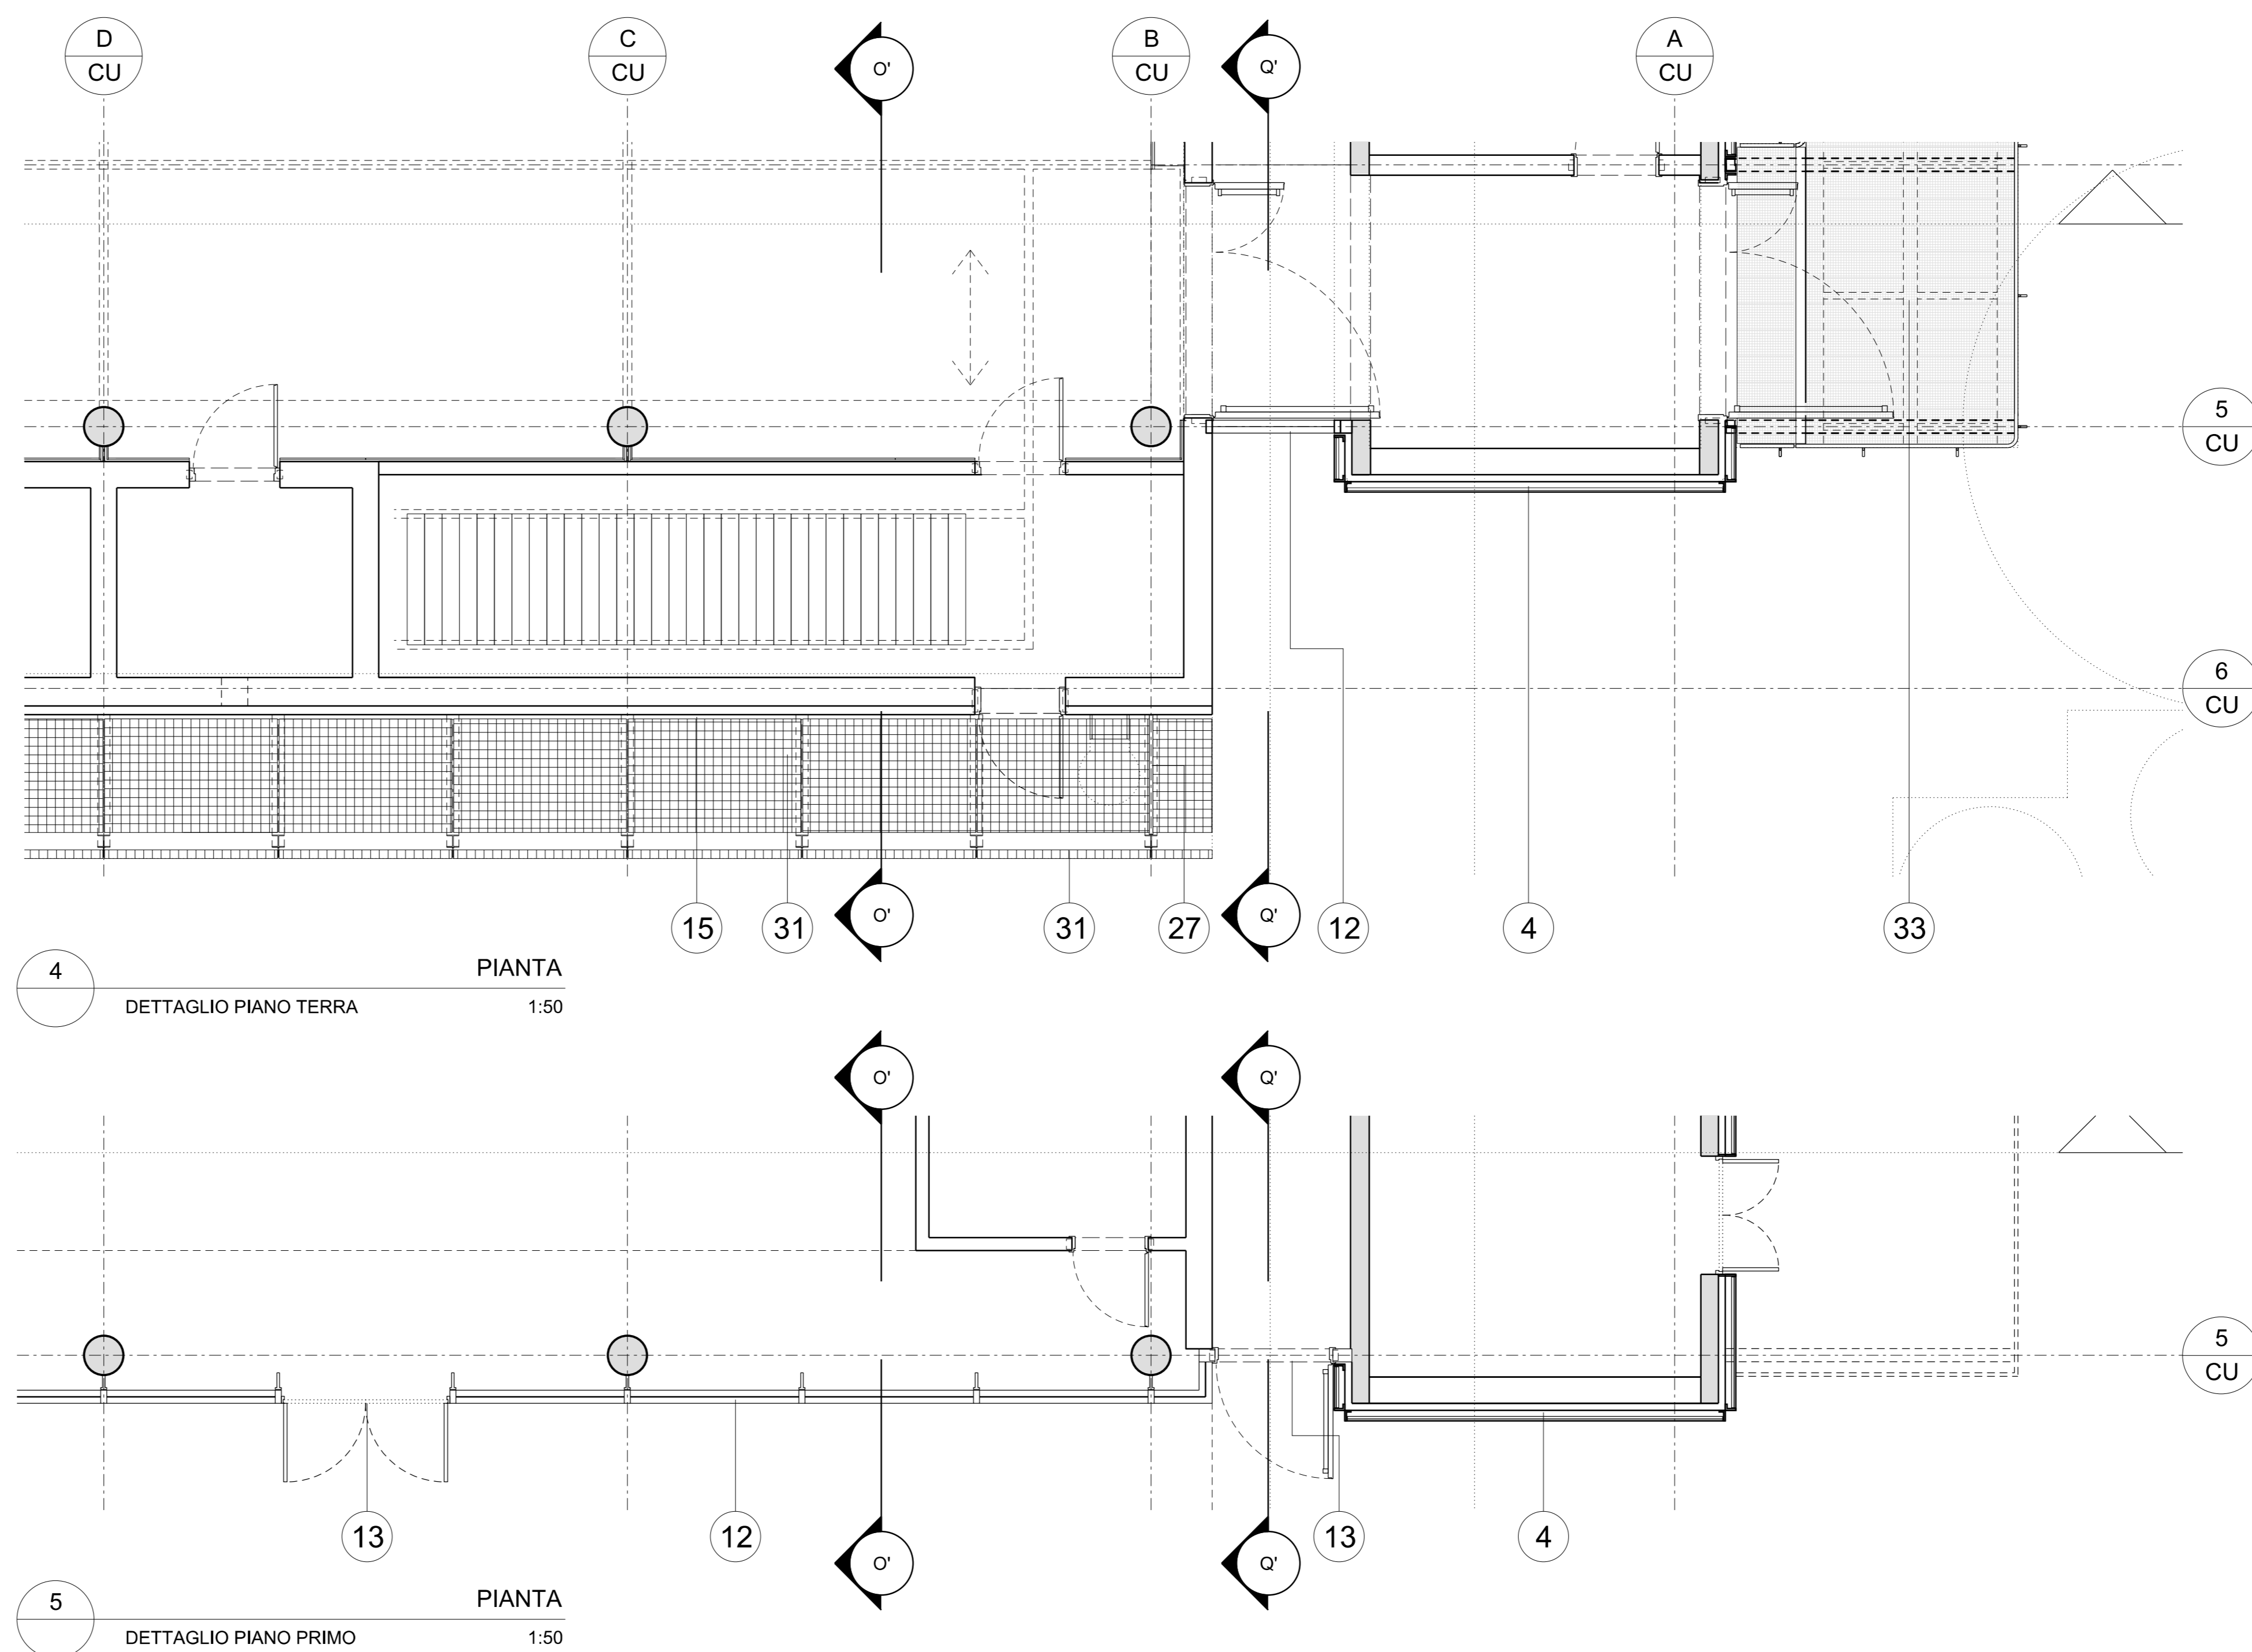 D
CU
C
CU
O'
B
CU
Q'
A
CU
5
CU
6
CU
15
31
O'
31
27
Q'
12
4
33
4
PIANTA
DETTAGLIO PIANO TERRA
1:50
O'
Q'
5
CU
13
12
O'
Q'
13
4
5
PIANTA
DETTAGLIO PIANO PRIMO
1:50